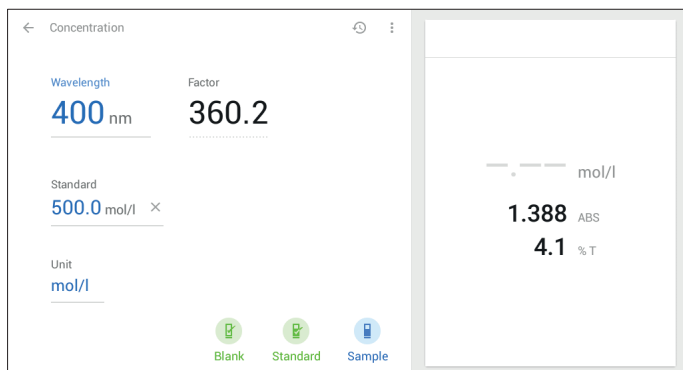 Concentration
Wavelength
400 nm
Factor
360.2
Standard
500.0 mol/l
Unit
mol/l
Blank
Standard
Sample
-.-- mol/l
1.388 ABS
4.1 % T